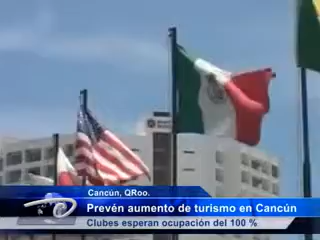 Cancún, QRoo.
Prevén aumento de turismo en Cancún
Clubes esperan ocupación del 100 %